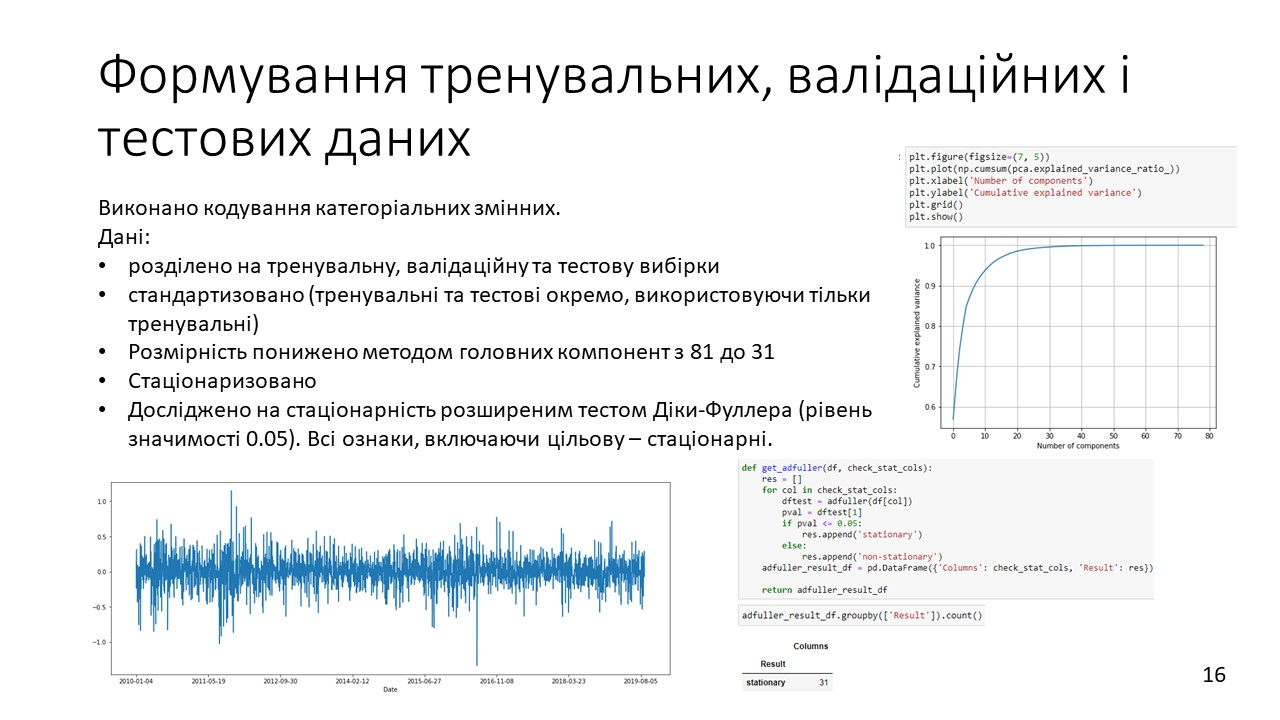 Формування тренувальних, валідаційних і
тестових даних
Виконано кодування категоріальних змінних.
Дані:
• розділено на тренувальну, валідаційну та тестову вибірки
• стандартизовано (тренувальні та тестові окремо, використовуючи тільки
тренувальні)
• Розмірність понижено методом головних компонент з 81 до 31
• Стаціонаризовано
• Досліджено на стаціонарність розширеним тестом Діки-Фуллера (рівень
значимості 0.05). Всі ознаки, включаючи цільову – стаціонарні.
: plt.figure(figsize=(7, 5))
plt.plot(np.cumsum(pca.explained_variance_ratio_))
plt.xlabel('Number of components')
plt.ylabel('Cumulative explained variance')
plt.grid()
plt.show()
1.0
0.9
0.8
0.7
0.6
Cumulative explained variance
0 10 20 30 40 50 60 70 80
Number of components
1.0
0.5
0.0
−0.5
−1.0
2010-01-04 2011-05-19 2012-09-30 2014-02-12 2015-06-27 2016-11-08 2018-03-23 2019-08-05
Date
def get_adfuller(df, check_stat_cols):
res = []
for col in check_stat_cols:
dftest = adfuller(df[col])
pval = dftest[1]
if pval <= 0.05:
res.append('stationary')
else:
res.append('non-stationary')
adfuller_result_df = pd.DataFrame({'Columns': check_stat_cols, 'Result': res})
return adfuller_result_df
adfuller_result_df.groupby(['Result']).count()
Columns
Result
stationary 31
16